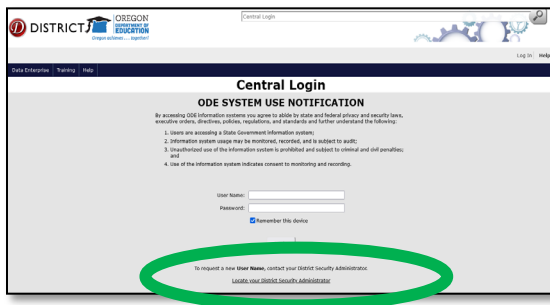 DISTRICT
OREGON
DEPARTMENT OF
EDUCATION
Oregon achieves . . . together!
Central Login
Log In Help
Data Enterprise Training Help
Central Login
ODE SYSTEM USE NOTIFICATION
By accessing ODE information systems you agree to abide by state and federal privacy and security laws,
executive orders, directives, policies, regulations, and standards and further understand the following:
1. Users are accessing a State Government information system;
2. Information system usage may be monitored, recorded, and is subject to audit;
3. Unauthorized use of the information system is prohibited and subject to criminal and civil penalties;
and
4. Use of the information system indicates consent to monitoring and recording.
User Name:
Password:
Remember this device
To request a new User Name, contact your District Security Administrator.
Locate your District Security Administrator